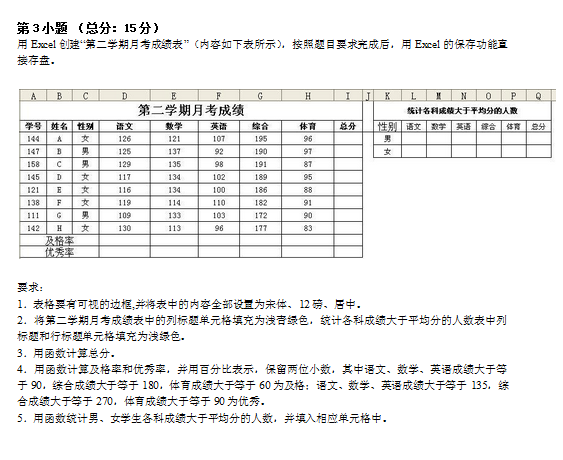 第3小题 （总分：15分）
用 Excel 创建“第二学期月考成绩表”（内容如下表所示），按照题目要求完成后，用 Excel 的保存功能直
接存盘。
A B C D E F G H I J K L M N O P Q
第二学期月考成绩 统计各科成绩大于平均分的人数
学号 姓名 性别 语文 数学 英语 综合 体育 总分 性别 语文 数学 英语 综合 体育 总分
144 A 女 126 121 107 195 96 男
147 B 男 125 137 92 190 97 女
158 C 男 129 135 98 191 87
145 D 女 117 134 102 189 95
121 E 女 116 134 100 186 88
138 F 女 119 114 110 182 91
111 G 男 109 133 103 172 90
142 H 女 130 113 96 177 83
及格率
优秀率
要求：
1．表格要有可视的边框,并将表中的内容全部设置为宋体、12 磅、居中。
2．将第二学期月考成绩表中的列标题单元格填充为浅青绿色，统计各科成绩大于平均分的人数表中列
标题和行标题单元格填充为浅绿色。
3．用函数计算总分。
4．用函数计算及格率和优秀率，并用百分比表示，保留两位小数，其中语文、数学、英语成绩大于等
于 90，综合成绩大于等于 180，体育成绩大于等于 60 为及格；语文、数学、英语成绩大于等于 135，综
合成绩大于等于 270，体育成绩大于等于 90 为优秀。
5．用函数统计男、女学生各科成绩大于平均分的人数，并填入相应单元格中。